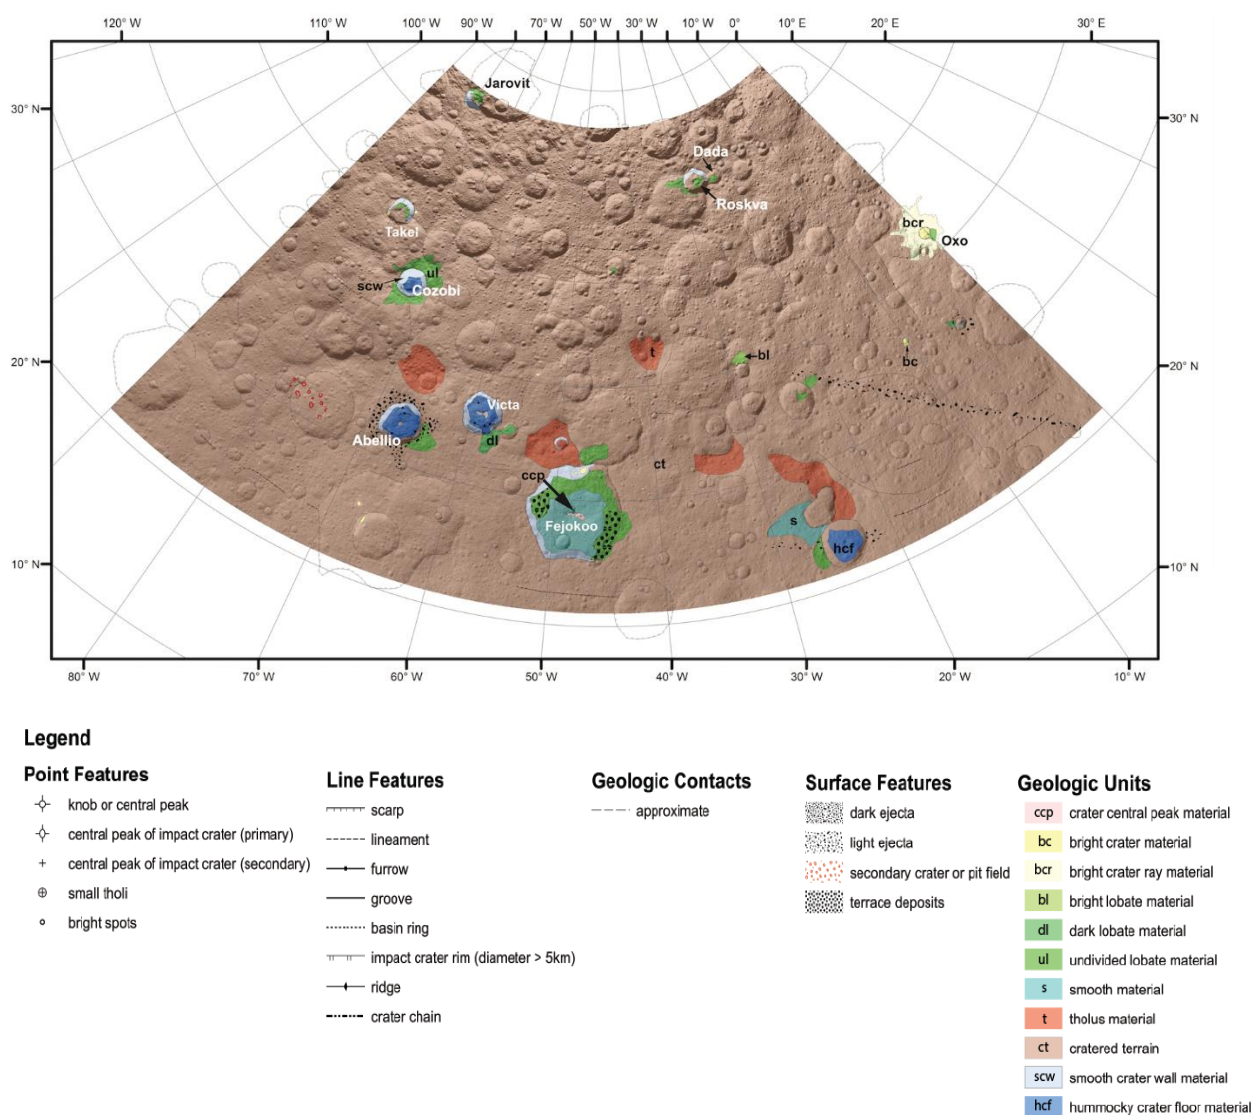 120° W 110° W 100° W 90° W 80° W 70° W 60° W 50° W 40° W 30° W 20° W 10° W 0° 10° E 20° E 30° E
Jarovit
30° N
30° N
Dada
Roskva
bcr
Oxo
Takel
ul
scw
Cozobi
t
bl
bc
20° N
20° N
Victa
Abellio
dl
ct
ccp
Fejokoo
s
hcf
10° N
10° N
80° W 70° W 60° W 50° W 40° W 30° W 20° W 10° W
Legend
Point Features
knob or central peak
central peak of impact crater (primary)
central peak of impact crater (secondary)
small tholi
bright spots
Line Features
scarp
lineament
furrow
groove
basin ring
impact crater rim (diameter > 5km)
ridge
crater chain
Geologic Contacts
approximate
Surface Features
dark ejecta
light ejecta
secondary crater or pit field
terrace deposits
Geologic Units
ccp crater central peak material
bc bright crater material
bcr bright crater ray material
bl bright lobate material
dl dark lobate material
ul undivided lobate material
s smooth material
t tholus material
ct cratered terrain
scw smooth crater wall material
hcf hummocky crater floor material